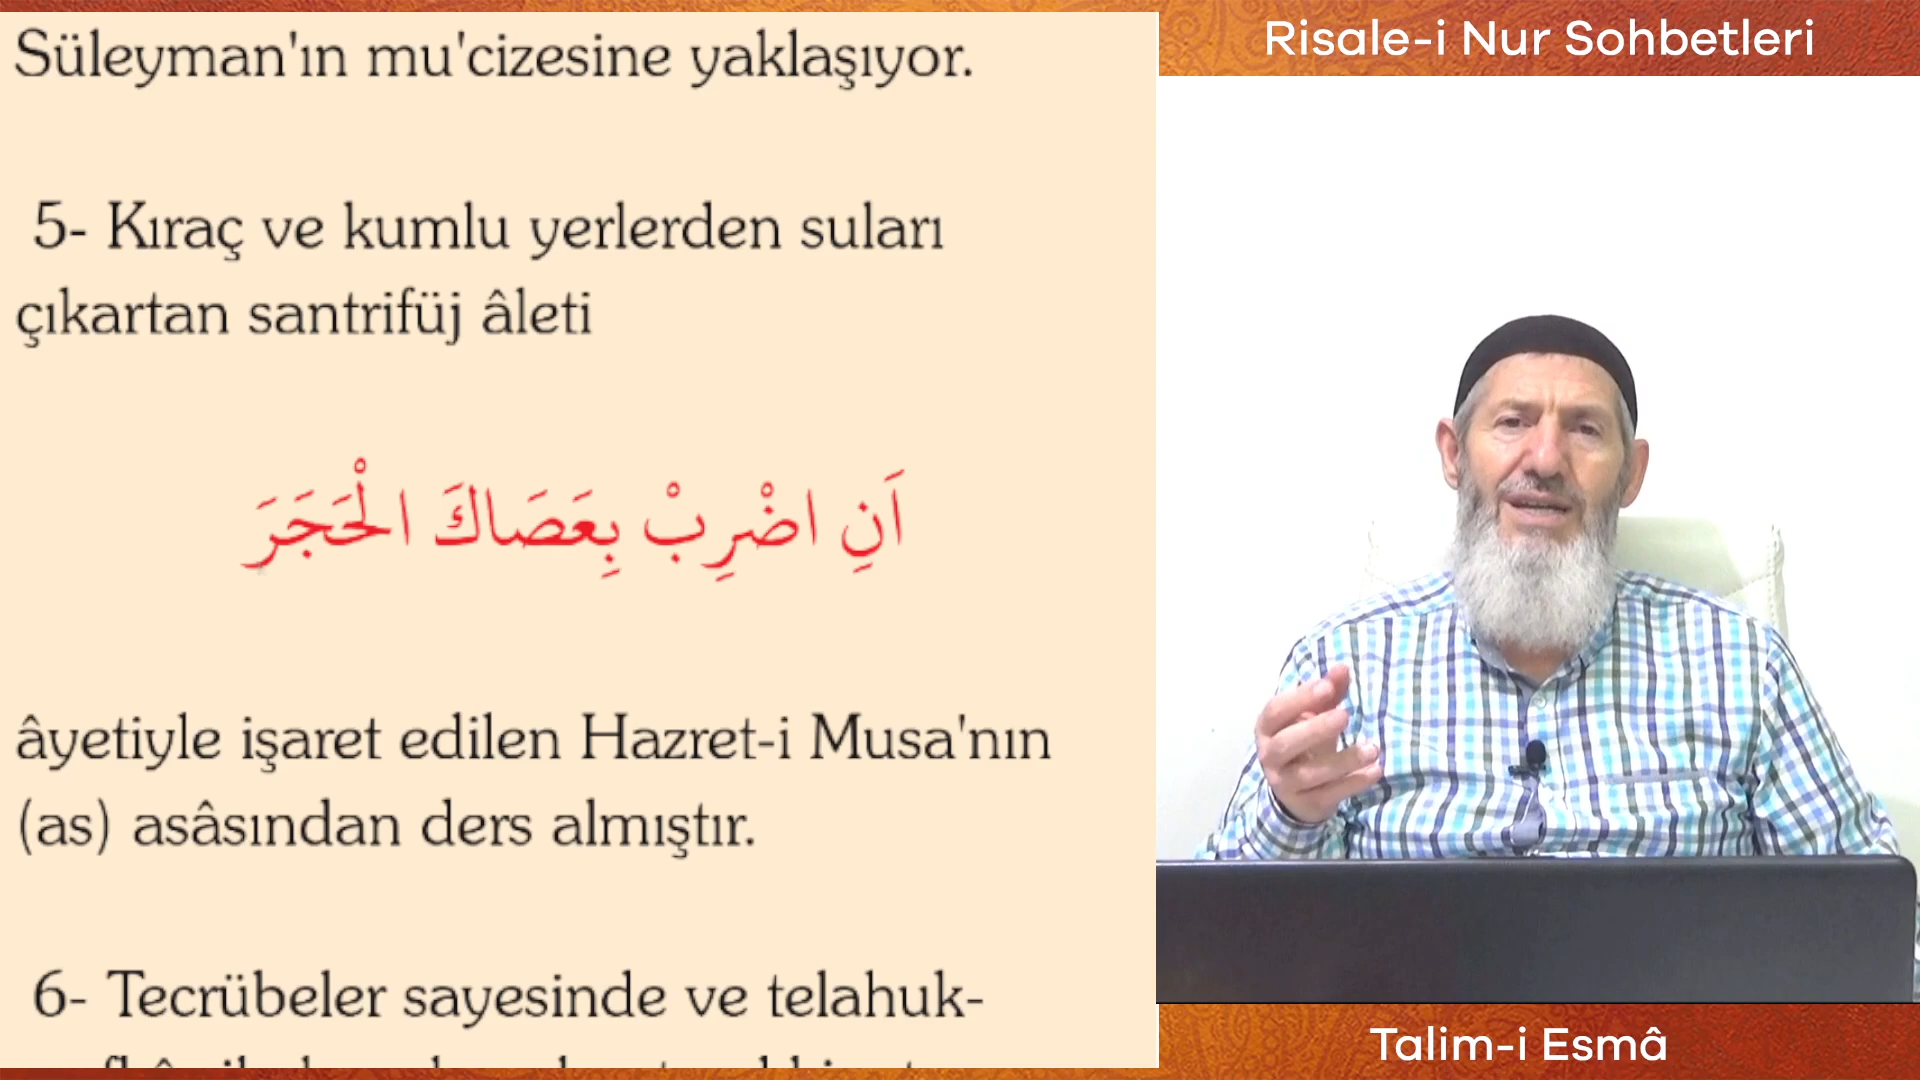 Süleyman'ın mu'cizesine yaklaşıyor.
5- Kıraç ve kumlu yerlerden suları
çıkartan santrifüj âleti
اَنِ اضْرِبْ بِعَصَاكَ الْحَجَرَ
âyetiyle işaret edilen Hazret-i Musa'nın
(as) asâsından ders almıştır.
6- Tecrübeler sayesinde ve telahuk-
Risale-i Nur Sohbetleri
Talim-i Esmâ